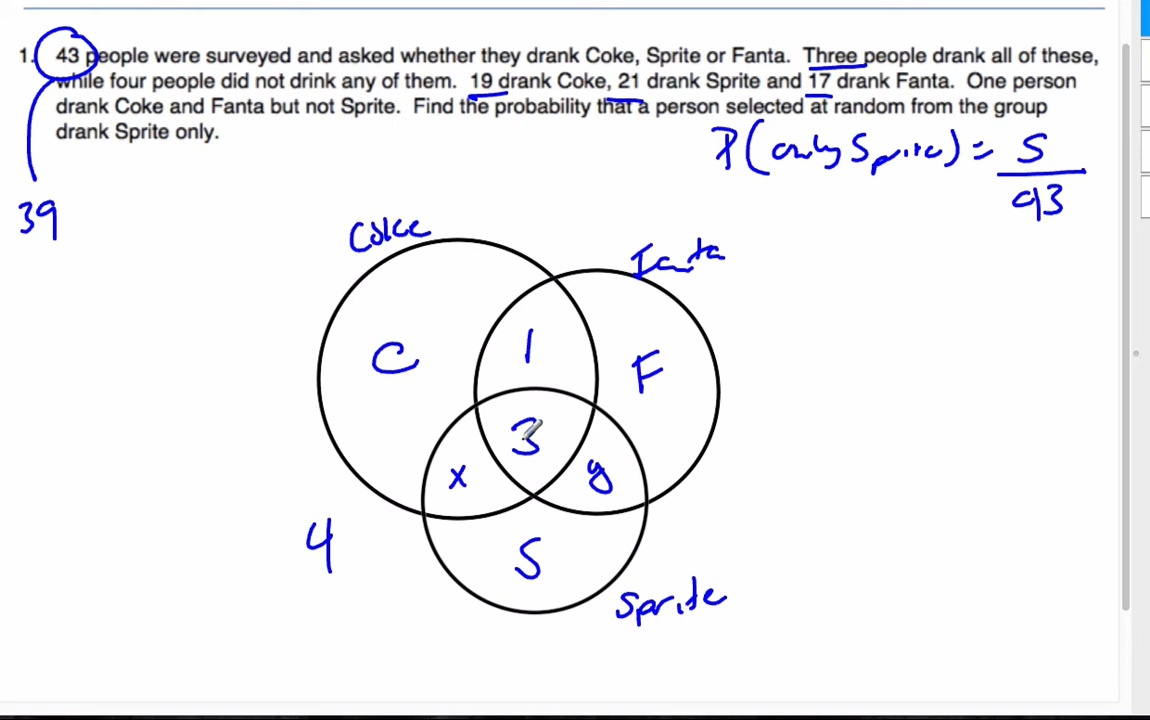 1. 43 people were surveyed and asked whether they drank Coke, Sprite or Fanta. Three people drank all of these,
while four people did not drink any of them. 19 drank Coke, 21 drank Sprite and 17 drank Fanta. One person
drank Coke and Fanta but not Sprite. Find the probability that a person selected at random from the group
drank Sprite only.
P(only Sprite) = S
43
39
Coke
Fanta
1
C
F
3
x
y
4
S
Sprite